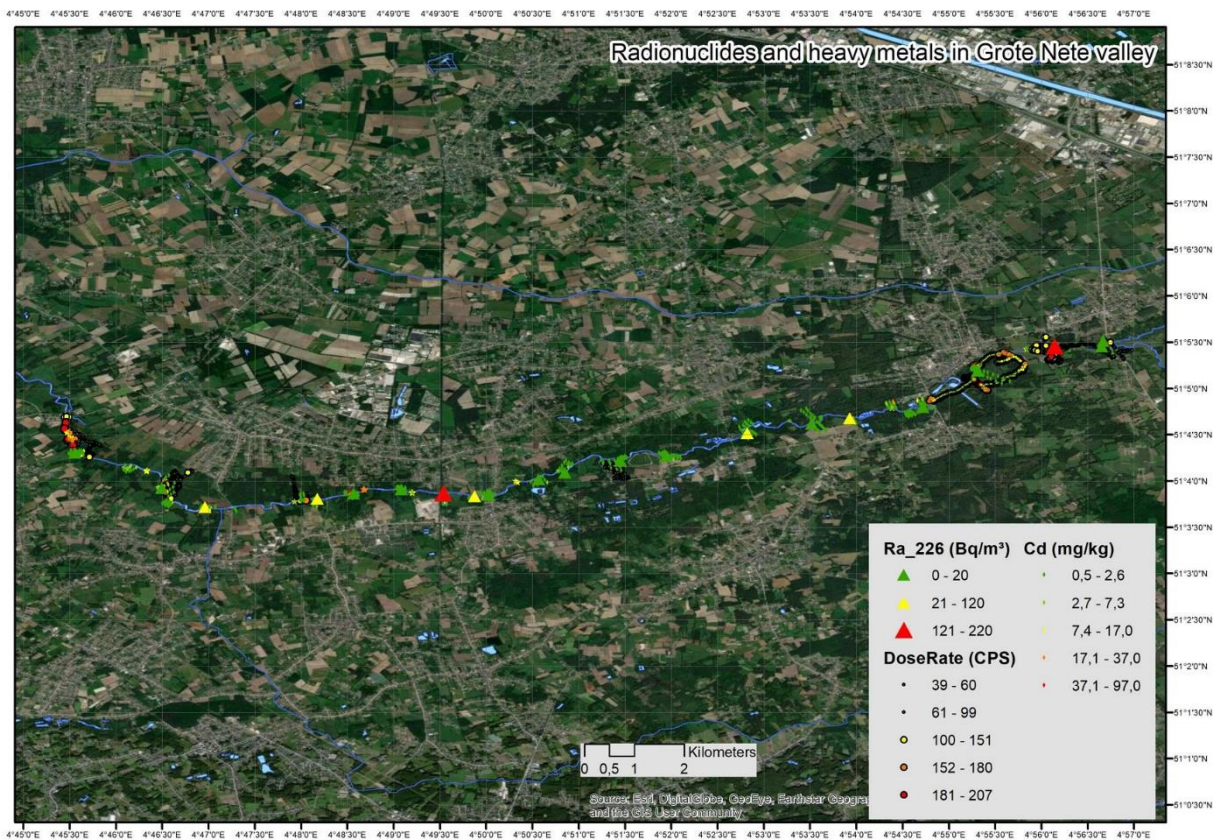 4°45'0"E 4°45'30"E 4°46'0"E 4°46'30"E 4°47'0"E 4°47'30"E 4°48'0"E 4°48'30"E 4°49'0"E 4°49'30"E 4°50'0"E 4°50'30"E 4°51'0"E 4°51'30"E 4°52'0"E 4°52'30"E 4°53'0"E 4°53'30"E 4°54'0"E 4°54'30"E 4°55'0"E 4°55'30"E 4°56'0"E 4°56'30"E 4°57'0"E
Radionuclides and heavy metals in Grote Nete valley
51°8'30"N
51°8'0"N
51°7'30"N
51°7'0"N
51°6'30"N
51°6'0"N
51°5'30"N
51°5'0"N
51°4'30"N
51°4'0"N
51°3'30"N
51°3'0"N
51°2'30"N
51°2'0"N
51°1'30"N
51°1'0"N
51°0'30"N
Ra_226 (Bq/m³) Cd (mg/kg)
0 - 20 0,5 - 2,6
21 - 120 2,7 - 7,3
121 - 220 7,4 - 17,0
DoseRate (CPS) 17,1 - 37,0
39 - 60 37,1 - 97,0
61 - 99
100 - 151
152 - 180
181 - 207
Kilometers
0 0,5 1 2
Source: Esri, DigitalGlobe, GeoEye, Earthstar Geogra
and the GIS User Community
4°45'0"E 4°45'30"E 4°46'0"E 4°46'30"E 4°47'0"E 4°47'30"E 4°48'0"E 4°48'30"E 4°49'0"E 4°49'30"E 4°50'0"E 4°50'30"E 4°51'0"E 4°51'30"E 4°52'0"E 4°52'30"E 4°53'0"E 4°53'30"E 4°54'0"E 4°54'30"E 4°55'0"E 4°55'30"E 4°56'0"E 4°56'30"E 4°57'0"E